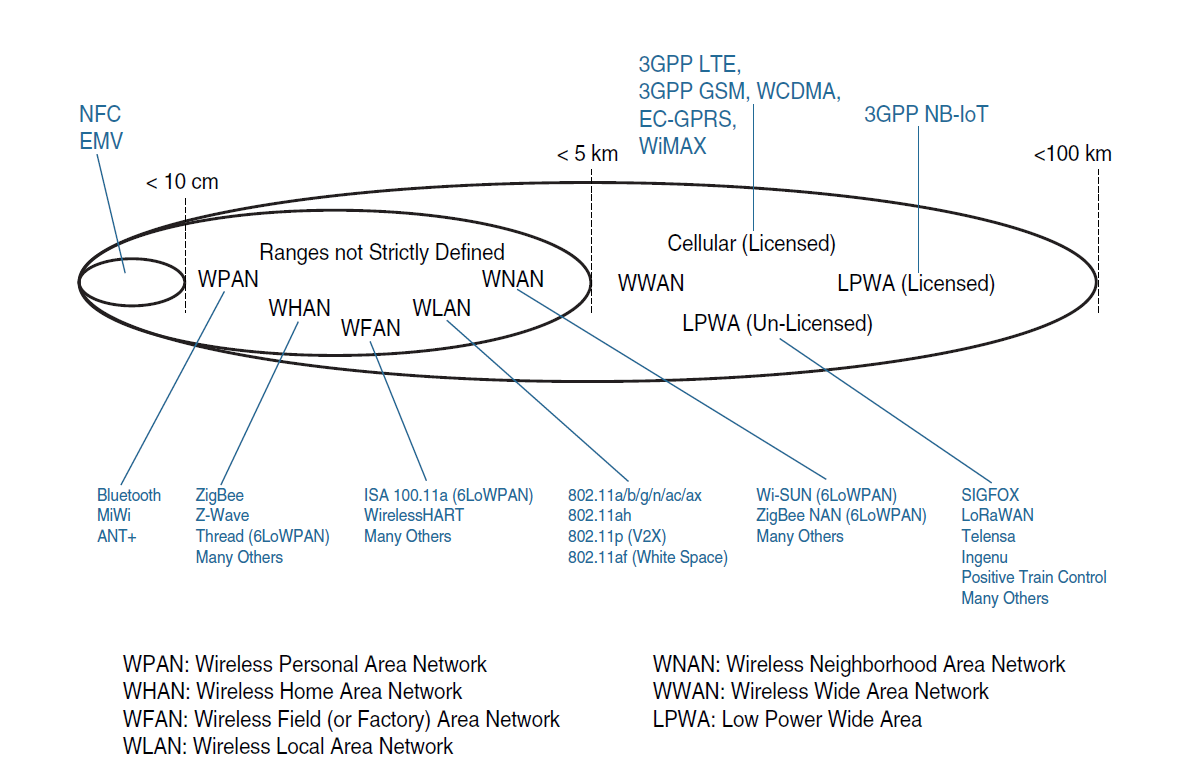 3GPP LTE,
3GPP GSM, WCDMA,
EC-GPRS,
WiMAX
NFC
EMV
3GPP NB-IoT
< 10 cm
< 5 km
<100 km
Ranges not Strictly Defined
WPAN
WHAN
WFAN
WLAN
WNAN
WWAN
Cellular (Licensed)
LPWA (Licensed)
LPWA (Un-Licensed)
Bluetooth
MiWi
ANT+
ZigBee
Z-Wave
Thread (6LoWPAN)
Many Others
ISA 100.11a (6LoWPAN)
WirelessHART
Many Others
802.11a/b/g/n/ac/ax
802.11ah
802.11p (V2X)
802.11af (White Space)
Wi-SUN (6LoWPAN)
ZigBee NAN (6LoWPAN)
Many Others
SIGFOX
LoRaWAN
Telensa
Ingenu
Positive Train Control
Many Others
WPAN: Wireless Personal Area Network
WHAN: Wireless Home Area Network
WFAN: Wireless Field (or Factory) Area Network
WLAN: Wireless Local Area Network
WNAN: Wireless Neighborhood Area Network
WWAN: Wireless Wide Area Network
LPWA: Low Power Wide Area